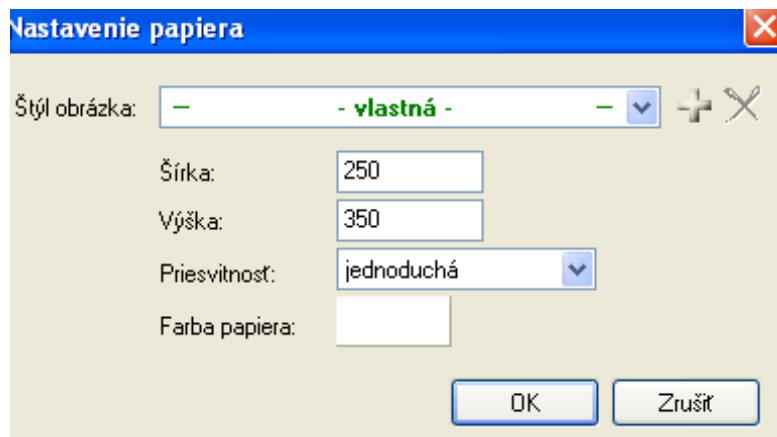 Nastavenie papiera
Štýl obrázka: – - vlastná - –
Šírka: 250
Výška: 350
Priesvitnosť: jednoduchá
Farba papiera:
OK Zrušiť